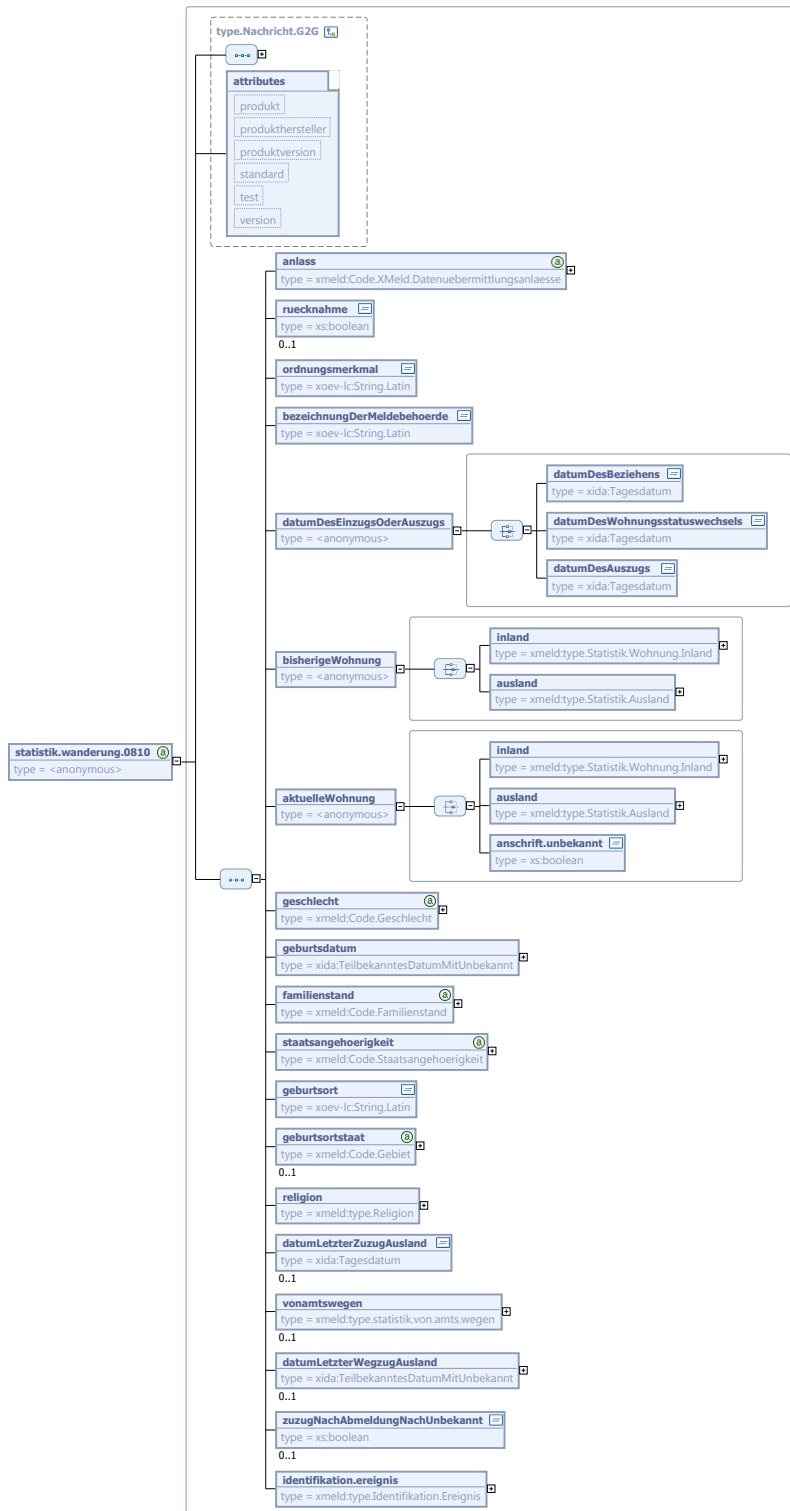 type.Nachricht.G2G
attributes
produkt
produkthersteller
produktversion
standard
test
version
anlass
type = xmeld:Code.XMeld.Datenuebermittlungsanlaesse
ruecknahme
type = xs:boolean
0..1
ordnungsmerkmal
type = xoev-lc:String.Latin
bezeichnungDerMeldebehoerde
type = xoev-lc:String.Latin
datumDesEinzugsOderAuszugs
type = <anonymous>
datumDesBeziehens
type = xida:Tagesdatum
datumDesWohnungsstatuswechsels
type = xida:Tagesdatum
datumDesAuszugs
type = xida:Tagesdatum
bisherigeWohnung
type = <anonymous>
inland
type = xmeld:type.Statistik.Wohnung.Inland
ausland
type = xmeld:type.Statistik.Ausland
statistik.wanderung.0810
type = <anonymous>
aktuelleWohnung
type = <anonymous>
inland
type = xmeld:type.Statistik.Wohnung.Inland
ausland
type = xmeld:type.Statistik.Ausland
anschrift.unbekannt
type = xs:boolean
geschlecht
type = xmeld:Code.Geschlecht
geburtsdatum
type = xida:TeilbekanntesDatumMitUnbekannt
familienstand
type = xmeld:Code.Familienstand
staatsangehoerigkeit
type = xmeld:Code.Staatsangehoerigkeit
geburtsort
type = xoev-lc:String.Latin
geburtsortstaat
type = xmeld:Code.Gebiet
0..1
religion
type = xmeld:type.Religion
datumLetzterZuzugAusland
type = xida:Tagesdatum
0..1
vonamtswegen
type = xmeld:type.statistik.von.amts.wegen
0..1
datumLetzterWegzugAusland
type = xida:TeilbekanntesDatumMitUnbekannt
0..1
zuzugNachAbmeldungNachUnbekannt
type = xs:boolean
0..1
identifikation.ereignis
type = xmeld:type.Identifikation.Ereignis